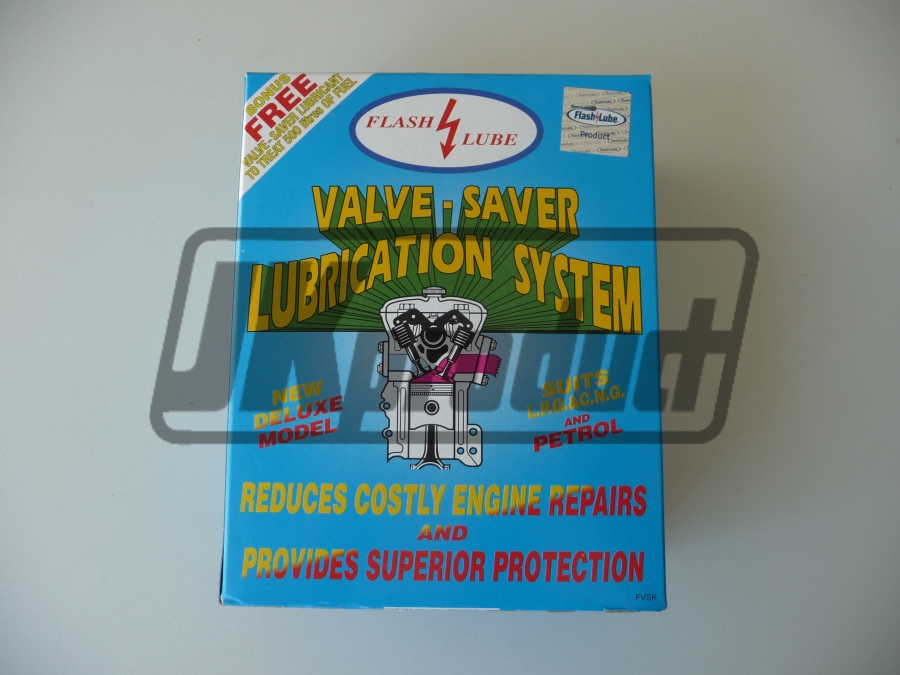 BONUS
FREE
VALVE-SAVER LUBRICANT
TO TREAT 500 litres OF FUEL
FLASH LUBE
Flash Lube
Product
VALVE-SAVER
LUBRICATION SYSTEM
JAproduct
NEW
DELUXE
MODEL
SUITS
L.P.G.&C.N.G.
AND
PETROL
REDUCES COSTLY ENGINE REPAIRS
AND
PROVIDES SUPERIOR PROTECTION
FVSK